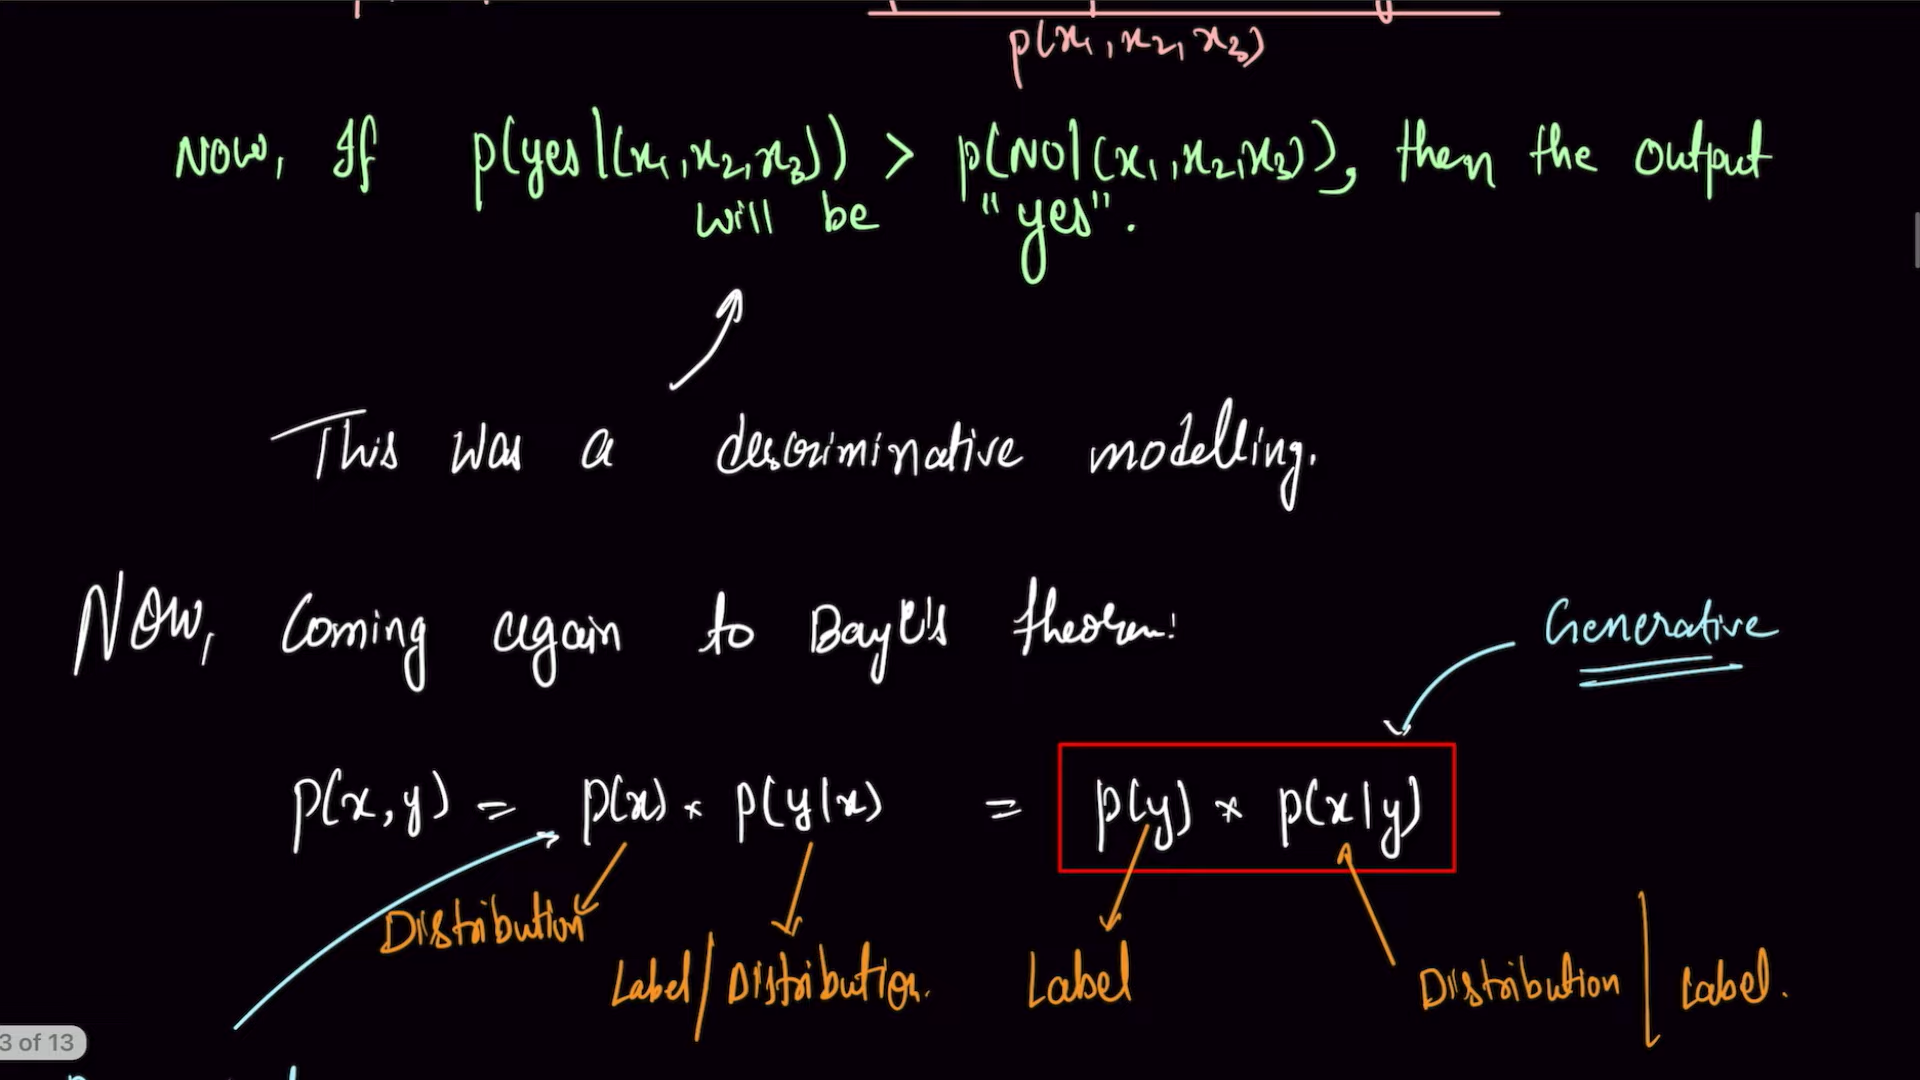 p(x₁, x₂, x₃)
Now, If p(yes|(x₁, x₂, x₃)) > p(NO|(x₁, x₂, x₃)), then the output
will be "yes".
This was a descriminative modelling.
Now, Coming again to Baye's theorem:
Generative
p(x,y) = p(x) * p(y|x) = p(y) * p(x|y)
Distribution
Label/Distribution. Label Distribution | Label.
3 of 13